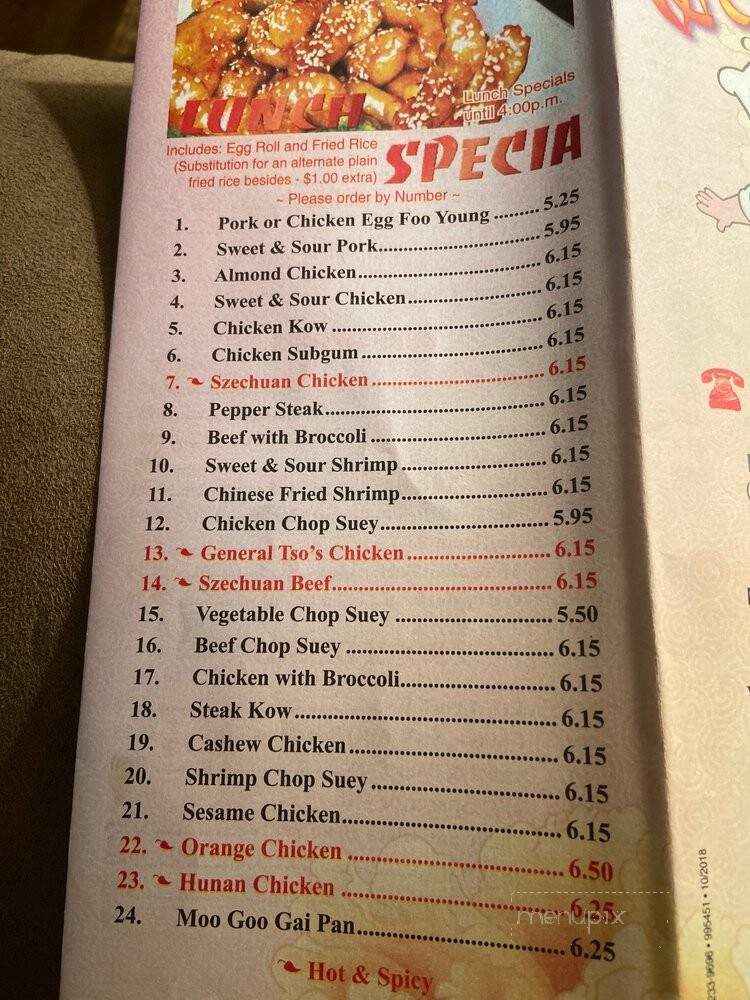 LUNCH
Lunch Specials
until 4:00p.m.
SPECIA
Includes: Egg Roll and Fried Rice
(Substitution for an alternate plain
fried rice besides - $1.00 extra)
~ Please order by Number ~
1. Pork or Chicken Egg Foo Young ......... 5.25
2. Sweet & Sour Pork.............................. 5.95
3. Almond Chicken.................................. 6.15
4. Sweet & Sour Chicken........................ 6.15
5. Chicken Kow ....................................... 6.15
6. Chicken Subgum ................................. 6.15
7. Szechuan Chicken ................................ 6.15
8. Pepper Steak......................................... 6.15
9. Beef with Broccoli ................................ 6.15
10. Sweet & Sour Shrimp .......................... 6.15
11. Chinese Fried Shrimp.......................... 6.15
12. Chicken Chop Suey.............................. 5.95
13. General Tso's Chicken .......................... 6.15
14. Szechuan Beef........................................ 6.15
15. Vegetable Chop Suey ............................ 5.50
16. Beef Chop Suey ..................................... 6.15
17. Chicken with Broccoli........................... 6.15
18. Steak Kow.............................................. 6.15
19. Cashew Chicken.................................... 6.15
20. Shrimp Chop Suey................................ 6.15
21. Sesame Chicken..................................... 6.15
22. Orange Chicken .................................... 6.50
23. Hunan Chicken ..................................... 6.25
24. Moo Goo Gai Pan.................................. 6.25
Hot & Spicy
menupix
233-9696 • 995451 • 10/2018